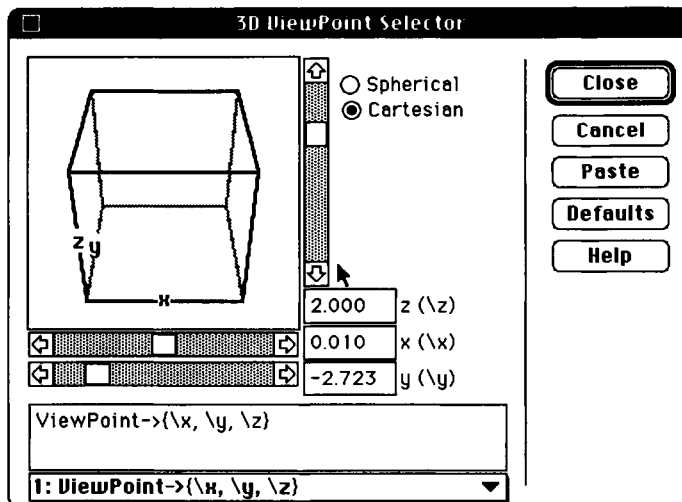 3D ViewPoint Selector
Spherical
Cartesian
Close
Cancel
Paste
Defaults
Help
z y
x
2.000 z (\z)
0.010 x (\x)
-2.723 y (\y)
ViewPoint->{\x, \y, \z}
1: ViewPoint->{\x, \y, \z}